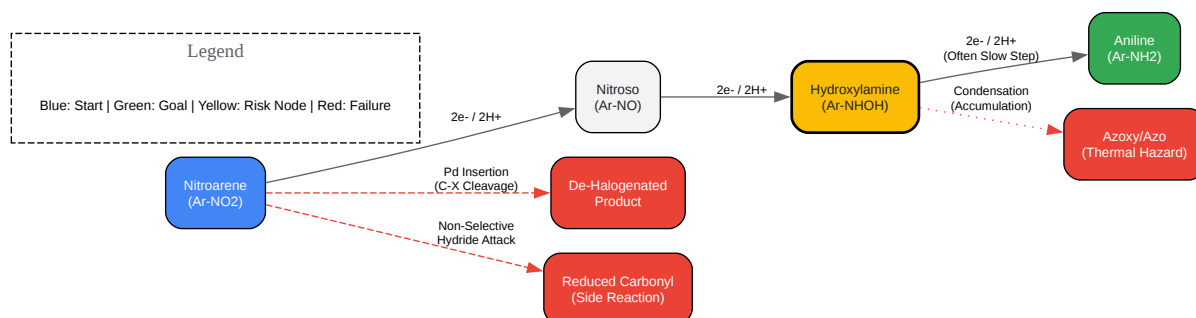 Legend
Blue: Start | Green: Goal | Yellow: Risk Node | Red: Failure
Nitroarene
(Ar-NO2)
2e- / 2H+
Nitroso
(Ar-NO)
2e- / 2H+
Hydroxylamine
(Ar-NHOH)
2e- / 2H+
(Often Slow Step)
Aniline
(Ar-NH2)
Condensation
(Accumulation)
Azoxy/Azo
(Thermal Hazard)
Pd Insertion
(C-X Cleavage)
De-Halogenated
Product
Non-Selective
Hydride Attack
Reduced Carbonyl
(Side Reaction)